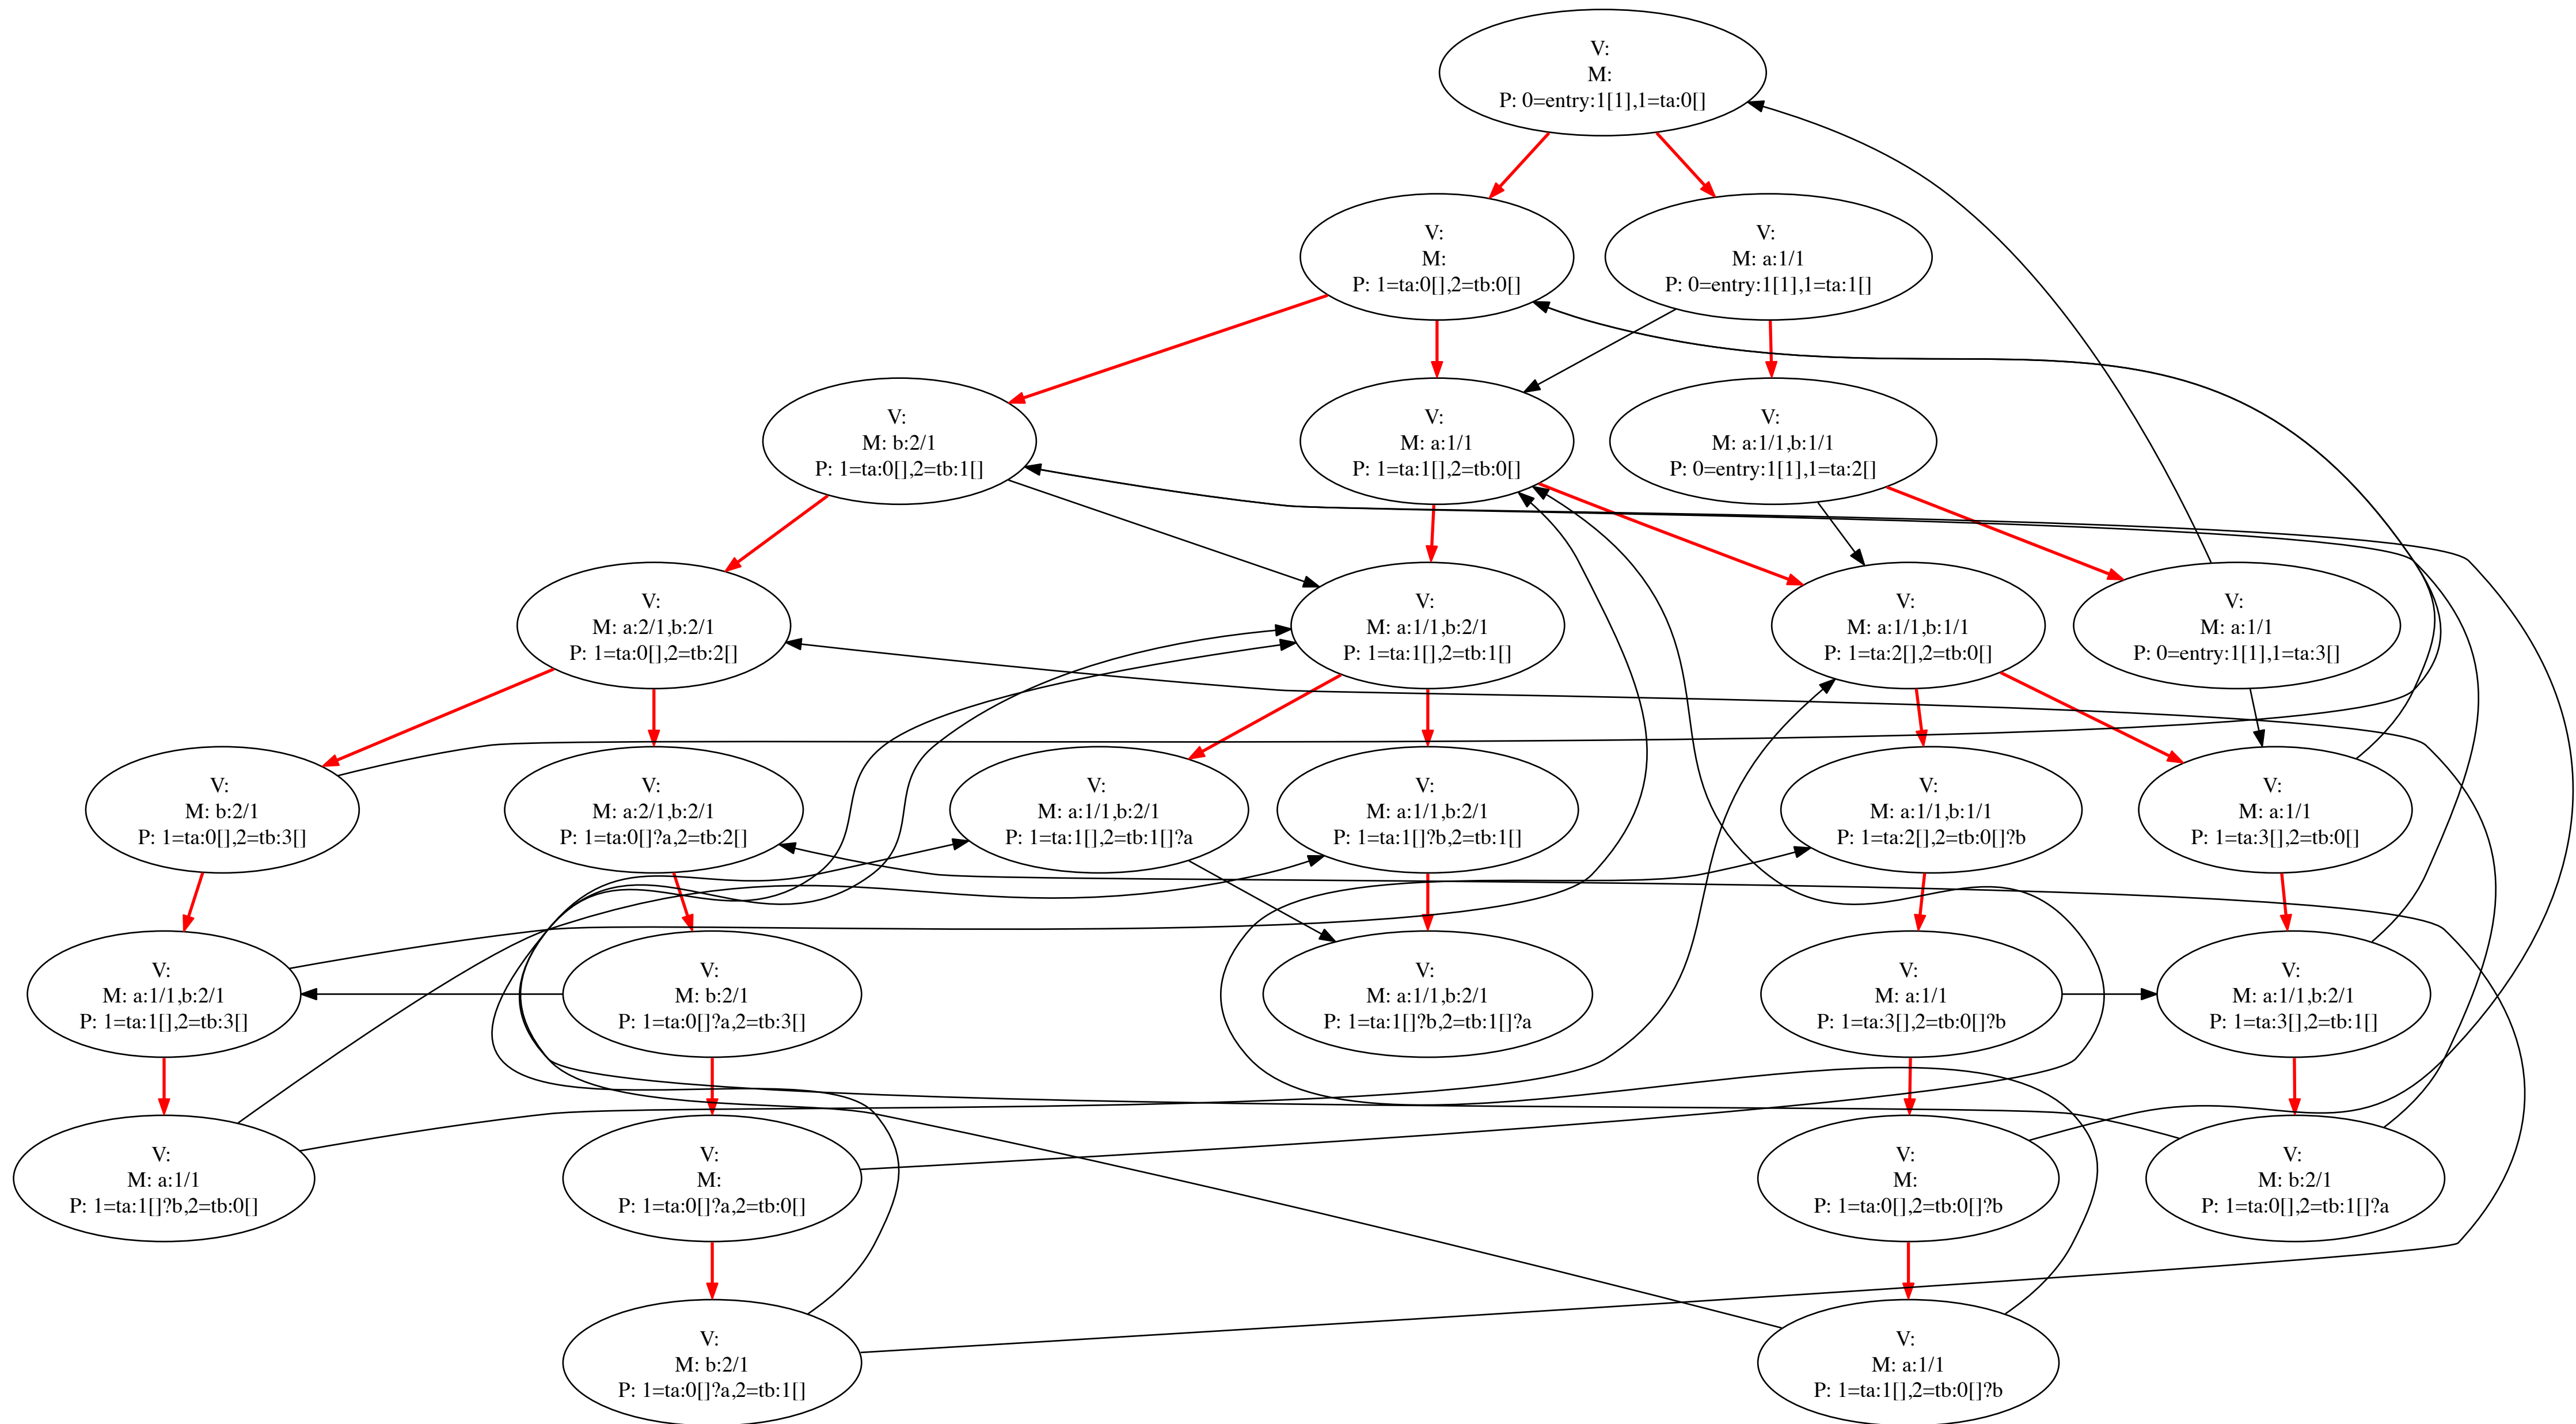 V:
M:
P: 0=entry:1[1],1=ta:0[]
V:
M:
P: 1=ta:0[],2=tb:0[]
V:
M: a:1/1
P: 0=entry:1[1],1=ta:1[]
V:
M: b:2/1
P: 1=ta:0[],2=tb:1[]
V:
M: a:1/1
P: 1=ta:1[],2=tb:0[]
V:
M: a:1/1,b:1/1
P: 0=entry:1[1],1=ta:2[]
V:
M: a:2/1,b:2/1
P: 1=ta:0[],2=tb:2[]
V:
M: a:1/1,b:2/1
P: 1=ta:1[],2=tb:1[]
V:
M: a:1/1,b:1/1
P: 1=ta:2[],2=tb:0[]
V:
M: a:1/1
P: 0=entry:1[1],1=ta:3[]
V:
M: b:2/1
P: 1=ta:0[],2=tb:3[]
V:
M: a:2/1,b:2/1
P: 1=ta:0[]?a,2=tb:2[]
V:
M: a:1/1,b:2/1
P: 1=ta:1[],2=tb:1[]?a
V:
M: a:1/1,b:2/1
P: 1=ta:1[]?b,2=tb:1[]
V:
M: a:1/1,b:1/1
P: 1=ta:2[],2=tb:0[]?b
V:
M: a:1/1
P: 1=ta:3[],2=tb:0[]
V:
M: a:1/1,b:2/1
P: 1=ta:1[],2=tb:3[]
V:
M: b:2/1
P: 1=ta:0[]?a,2=tb:3[]
V:
M: a:1/1,b:2/1
P: 1=ta:1[]?b,2=tb:1[]?a
V:
M: a:1/1
P: 1=ta:3[],2=tb:0[]?b
V:
M: a:1/1,b:2/1
P: 1=ta:3[],2=tb:1[]
V:
M: a:1/1
P: 1=ta:1[]?b,2=tb:0[]
V:
M:
P: 1=ta:0[]?a,2=tb:0[]
V:
M:
P: 1=ta:0[],2=tb:0[]?b
V:
M: b:2/1
P: 1=ta:0[],2=tb:1[]?a
V:
M: b:2/1
P: 1=ta:0[]?a,2=tb:1[]
V:
M: a:1/1
P: 1=ta:1[],2=tb:0[]?b